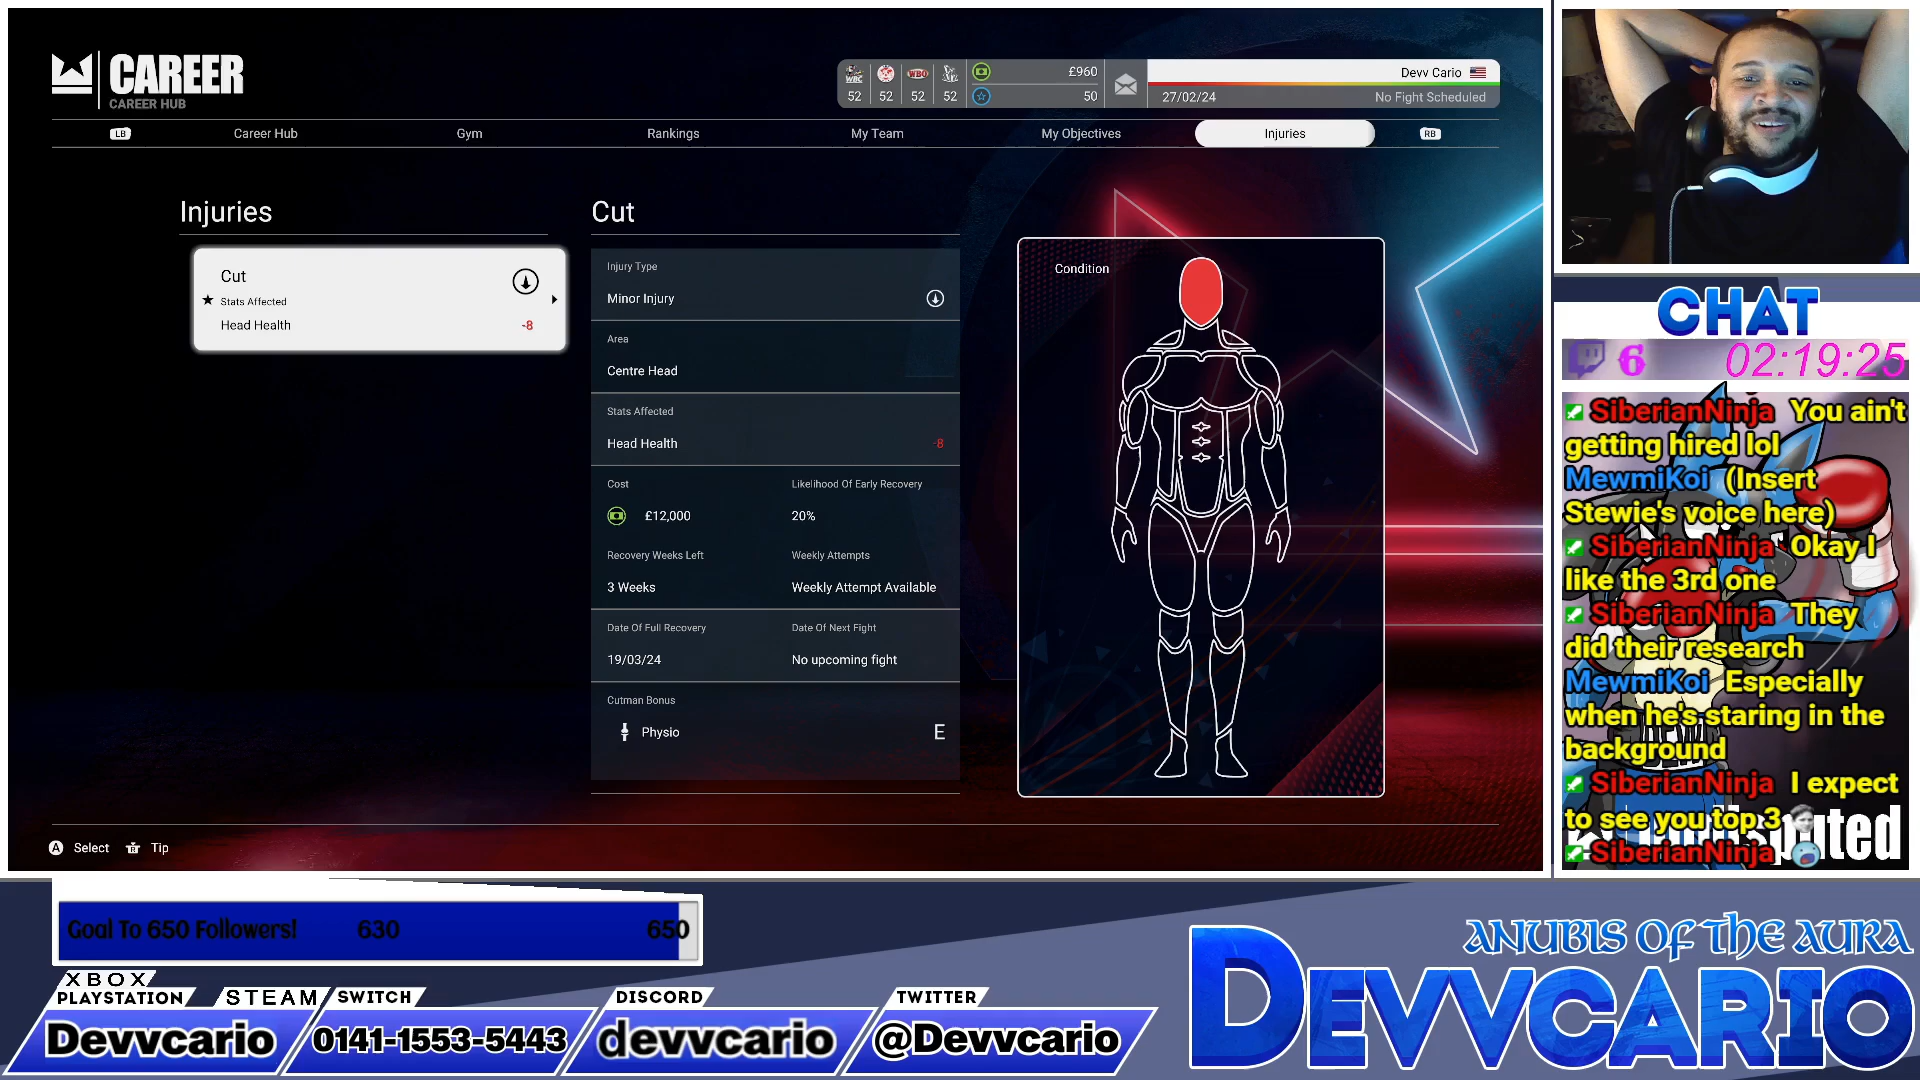 CAREER
CAREER HUB
WBC
WBO
52
52
52
52
£960
50
Devv Cario
27/02/24
No Fight Scheduled
LB
Career Hub
Gym
Rankings
My Team
My Objectives
Injuries
RB
Injuries
Cut
Stats Affected
Head Health
-8
Cut
Injury Type
Minor Injury
Area
Centre Head
Stats Affected
Head Health
-8
Cost
Likelihood Of Early Recovery
£12,000
20%
Recovery Weeks Left
Weekly Attempts
3 Weeks
Weekly Attempt Available
Date Of Full Recovery
Date Of Next Fight
19/03/24
No upcoming fight
Cutman Bonus
Physio
E
Condition
A Select
R Tip
CHAT
6
02:19:25
SiberianNinja You ain't
getting hired lol
MewmiKoi (Insert
Stewie's voice here)
SiberianNinja Okay I
like the 3rd one
SiberianNinja They
did their research
MewmiKoi Especially
when he's staring in the
background
SiberianNinja I expect
to see you top 3
SiberianNinja
Goal To 650 Followers!
630
650
XBOX
PLAYSTATION
STEAM
SWITCH
DISCORD
TWITTER
Devvcario
0141-1553-5443
devvcario
@Devvcario
ANUBIS OF THE AURA
DEVVCARIO